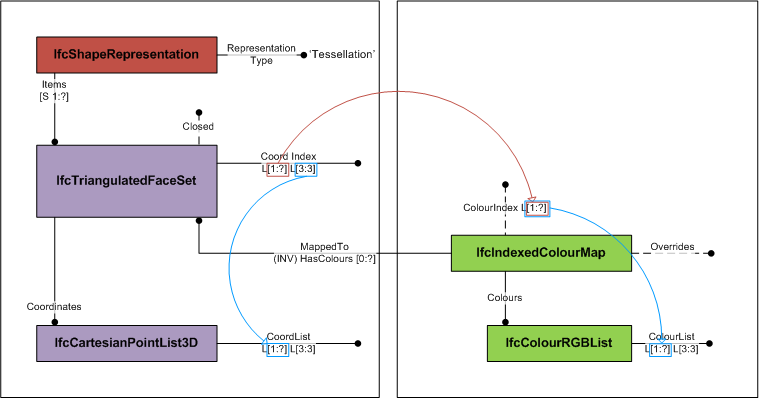 IfcShapeRepresentation
Representation
Type
‘Tessellation’
Items
[S 1:?]
Closed
IfcTriangulatedFaceSet
Coord Index
L[1:?] L[3:3]
MappedTo
(INV) HasColours [0:?]
Coordinates
IfcCartesianPointList3D
CoordList
L[1:?] L[3:3]
ColourIndex L[1:?]
IfcIndexedColourMap
Overrides
Colours
IfcColourRGBList
ColourList
L[1:?] L[3:3]